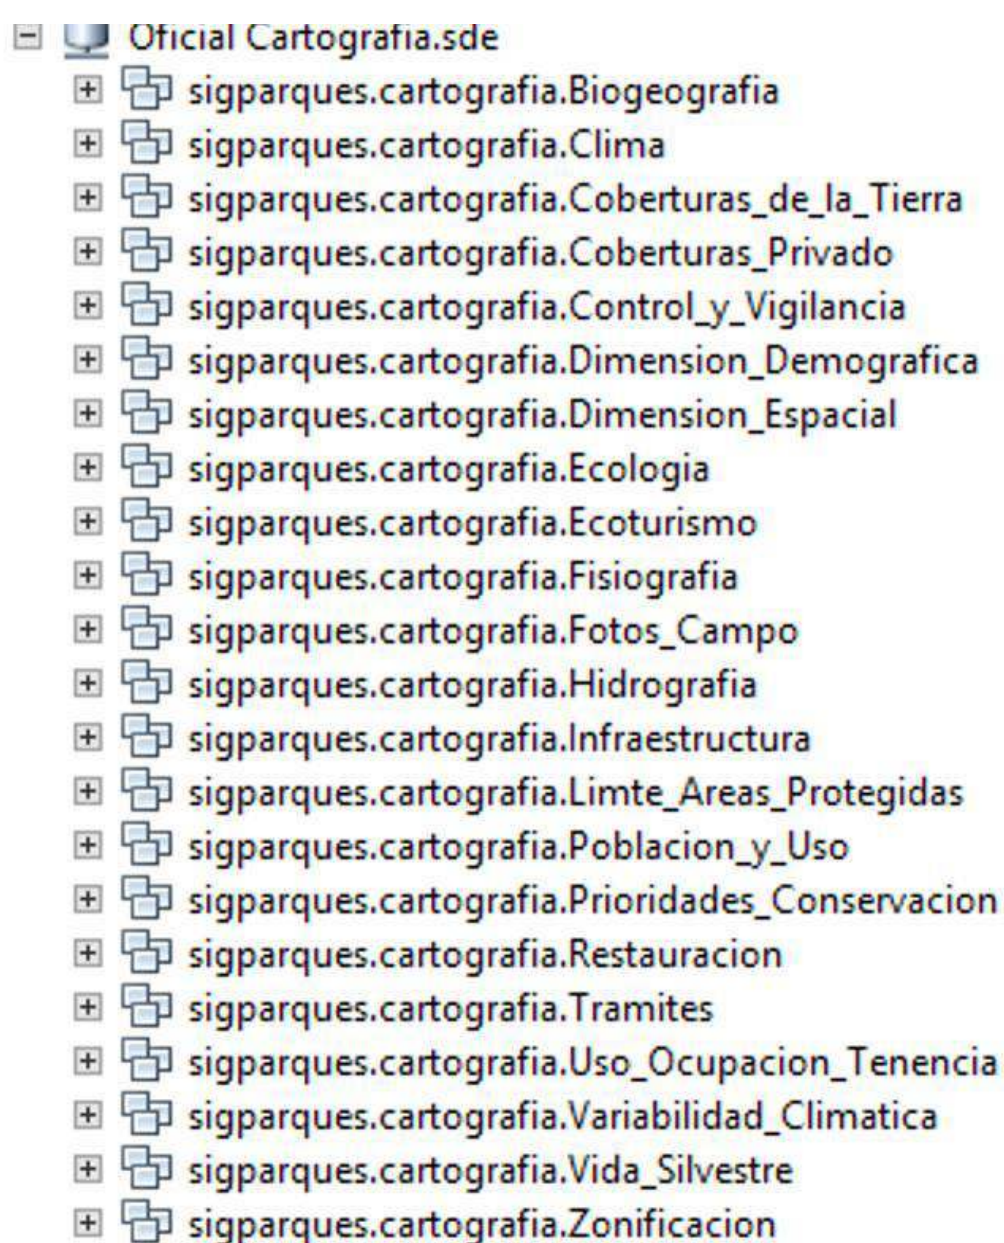 Oficial Cartografia.sde
sigparques.cartografia.Biogeografia
sigparques.cartografia.Clima
sigparques.cartografia.Coberturas_de_la_Tierra
sigparques.cartografia.Coberturas_Privado
sigparques.cartografia.Control_y_Vigilancia
sigparques.cartografia.Dimension_Demografica
sigparques.cartografia.Dimension_Espacial
sigparques.cartografia.Ecologia
sigparques.cartografia.Ecoturismo
sigparques.cartografia.Fisiografia
sigparques.cartografia.Fotos_Campo
sigparques.cartografia.Hidrografia
sigparques.cartografia.Infraestructura
sigparques.cartografia.Limte_Areas_Protegidas
sigparques.cartografia.Poblacion_y_Uso
sigparques.cartografia.Prioridades_Conservacion
sigparques.cartografia.Restauracion
sigparques.cartografia.Tramites
sigparques.cartografia.Uso_Ocupacion_Tenencia
sigparques.cartografia.Variabilidad_Climatica
sigparques.cartografia.Vida_Silvestre
sigparques.cartografia.Zonificacion